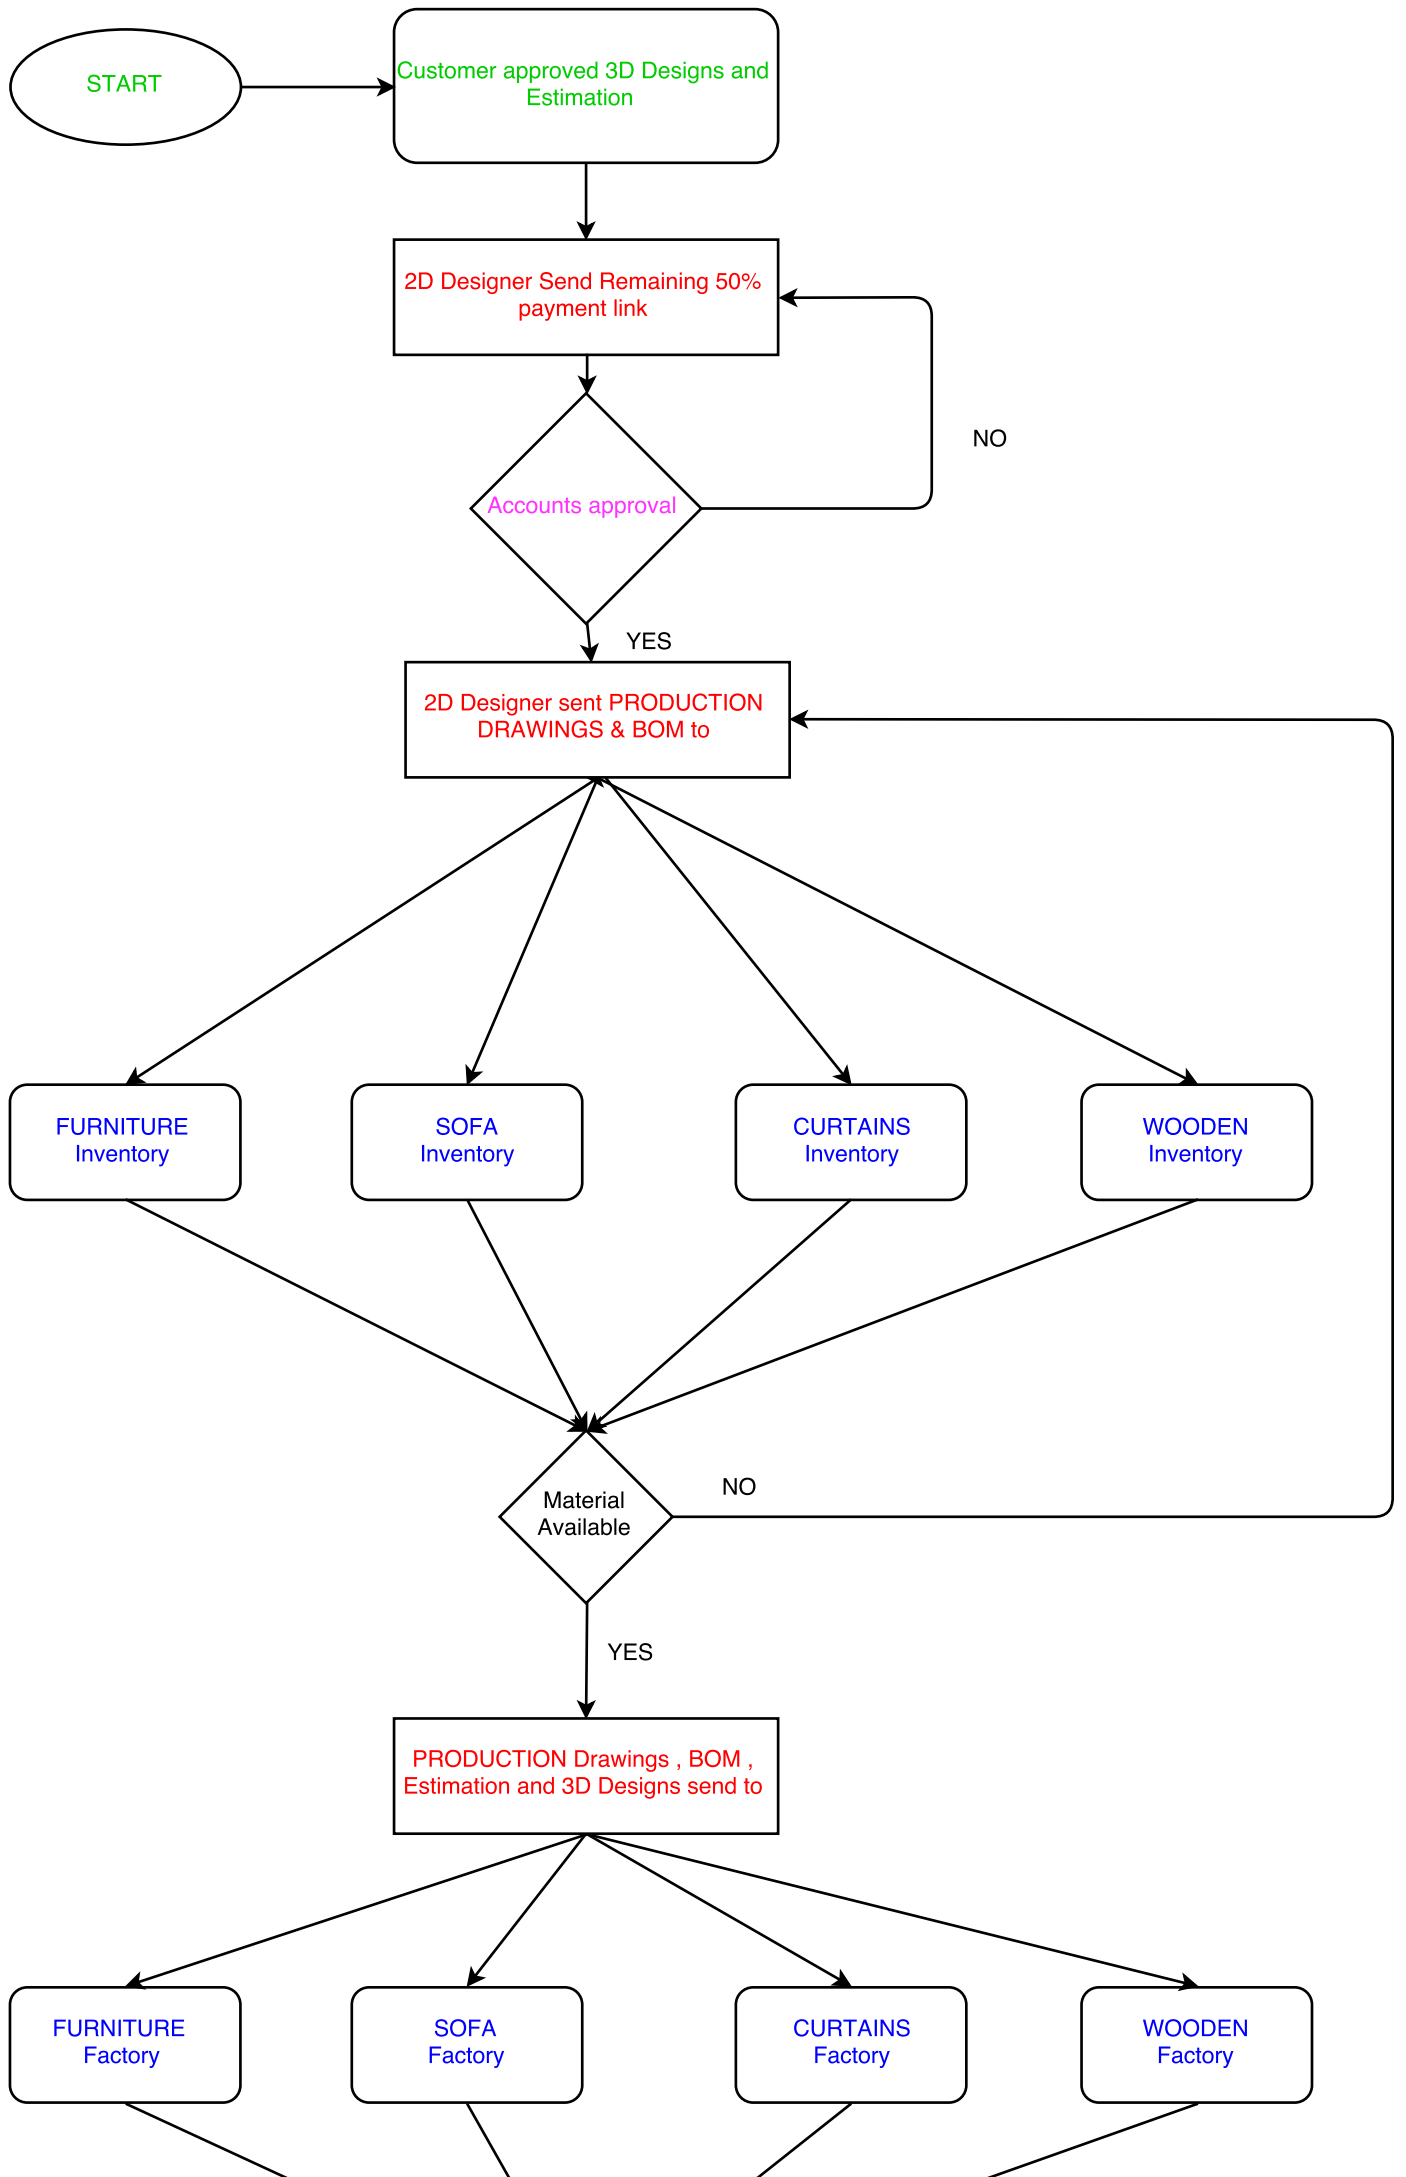 START
Customer approved 3D Designs and
Estimation
2D Designer Send Remaining 50%
payment link
NO
Accounts approval
YES
2D Designer sent PRODUCTION
DRAWINGS & BOM to
FURNITURE
Inventory
SOFA
Inventory
CURTAINS
Inventory
WOODEN
Inventory
Material
Available
NO
YES
PRODUCTION Drawings , BOM ,
Estimation and 3D Designs send to
FURNITURE
Factory
SOFA
Factory
CURTAINS
Factory
WOODEN
Factory